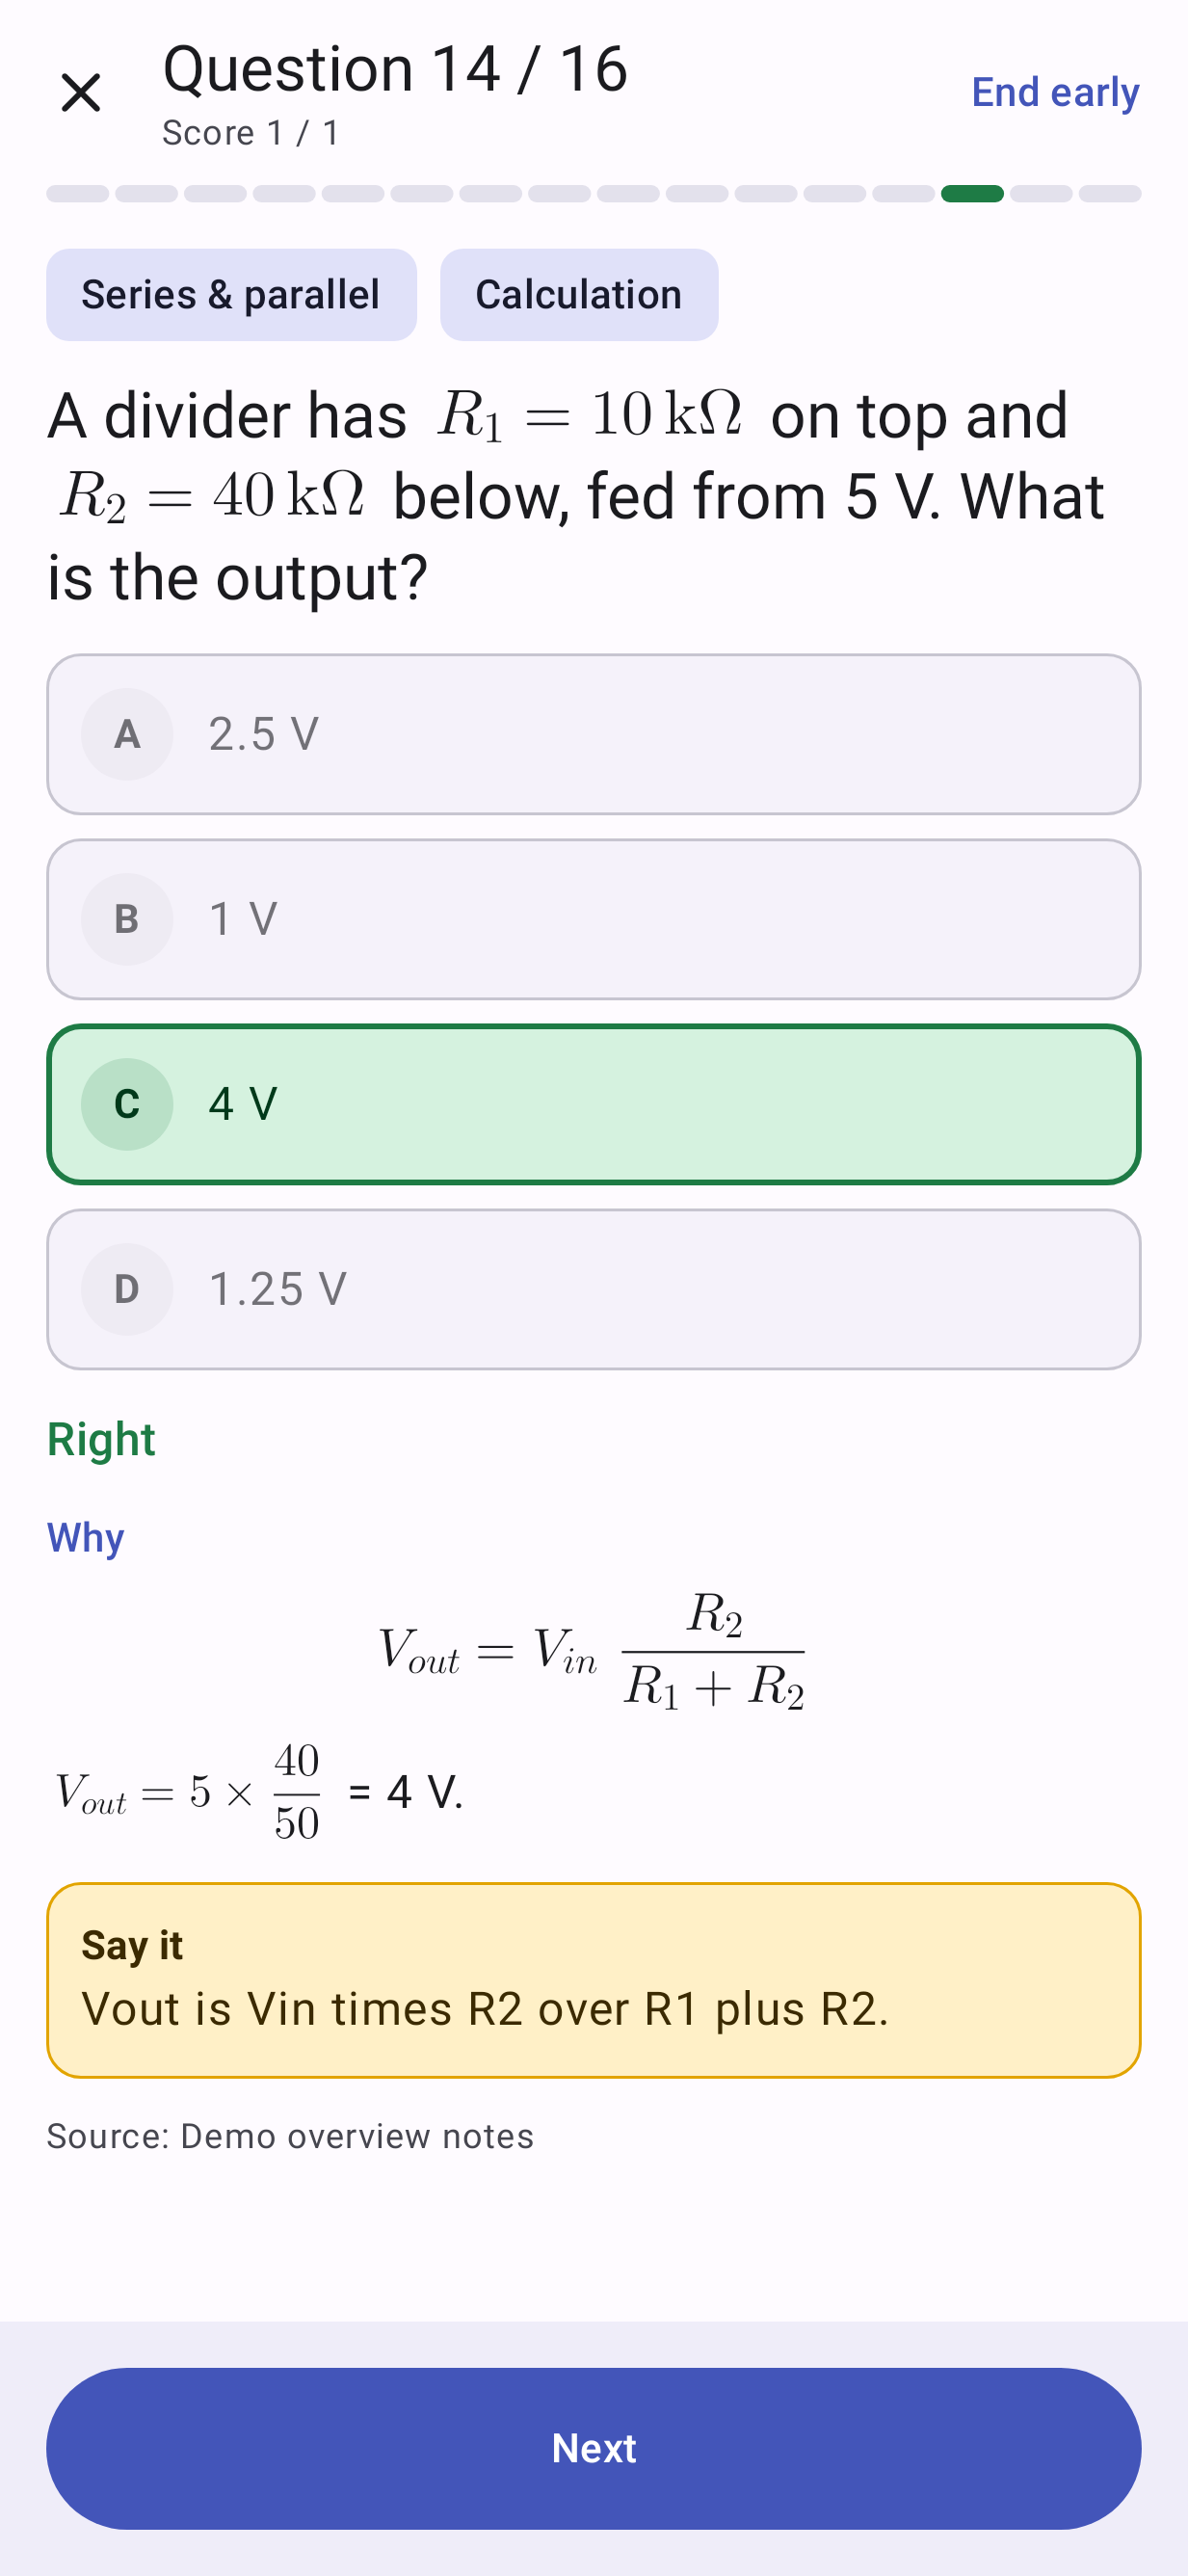 Question 14 / 16
Score 1 / 1
End early
Series & parallel
Calculation
A divider has R₁ = 10 kΩ on top and
R₂ = 40 kΩ below, fed from 5 V. What
is the output?
A 2.5 V
B 1 V
C 4 V
D 1.25 V
Right
Why
V_out = V_in R₂ / (R₁ + R₂)
V_out = 5 × 40/50 = 4 V.
Say it
Vout is Vin times R2 over R1 plus R2.
Source: Demo overview notes
Next